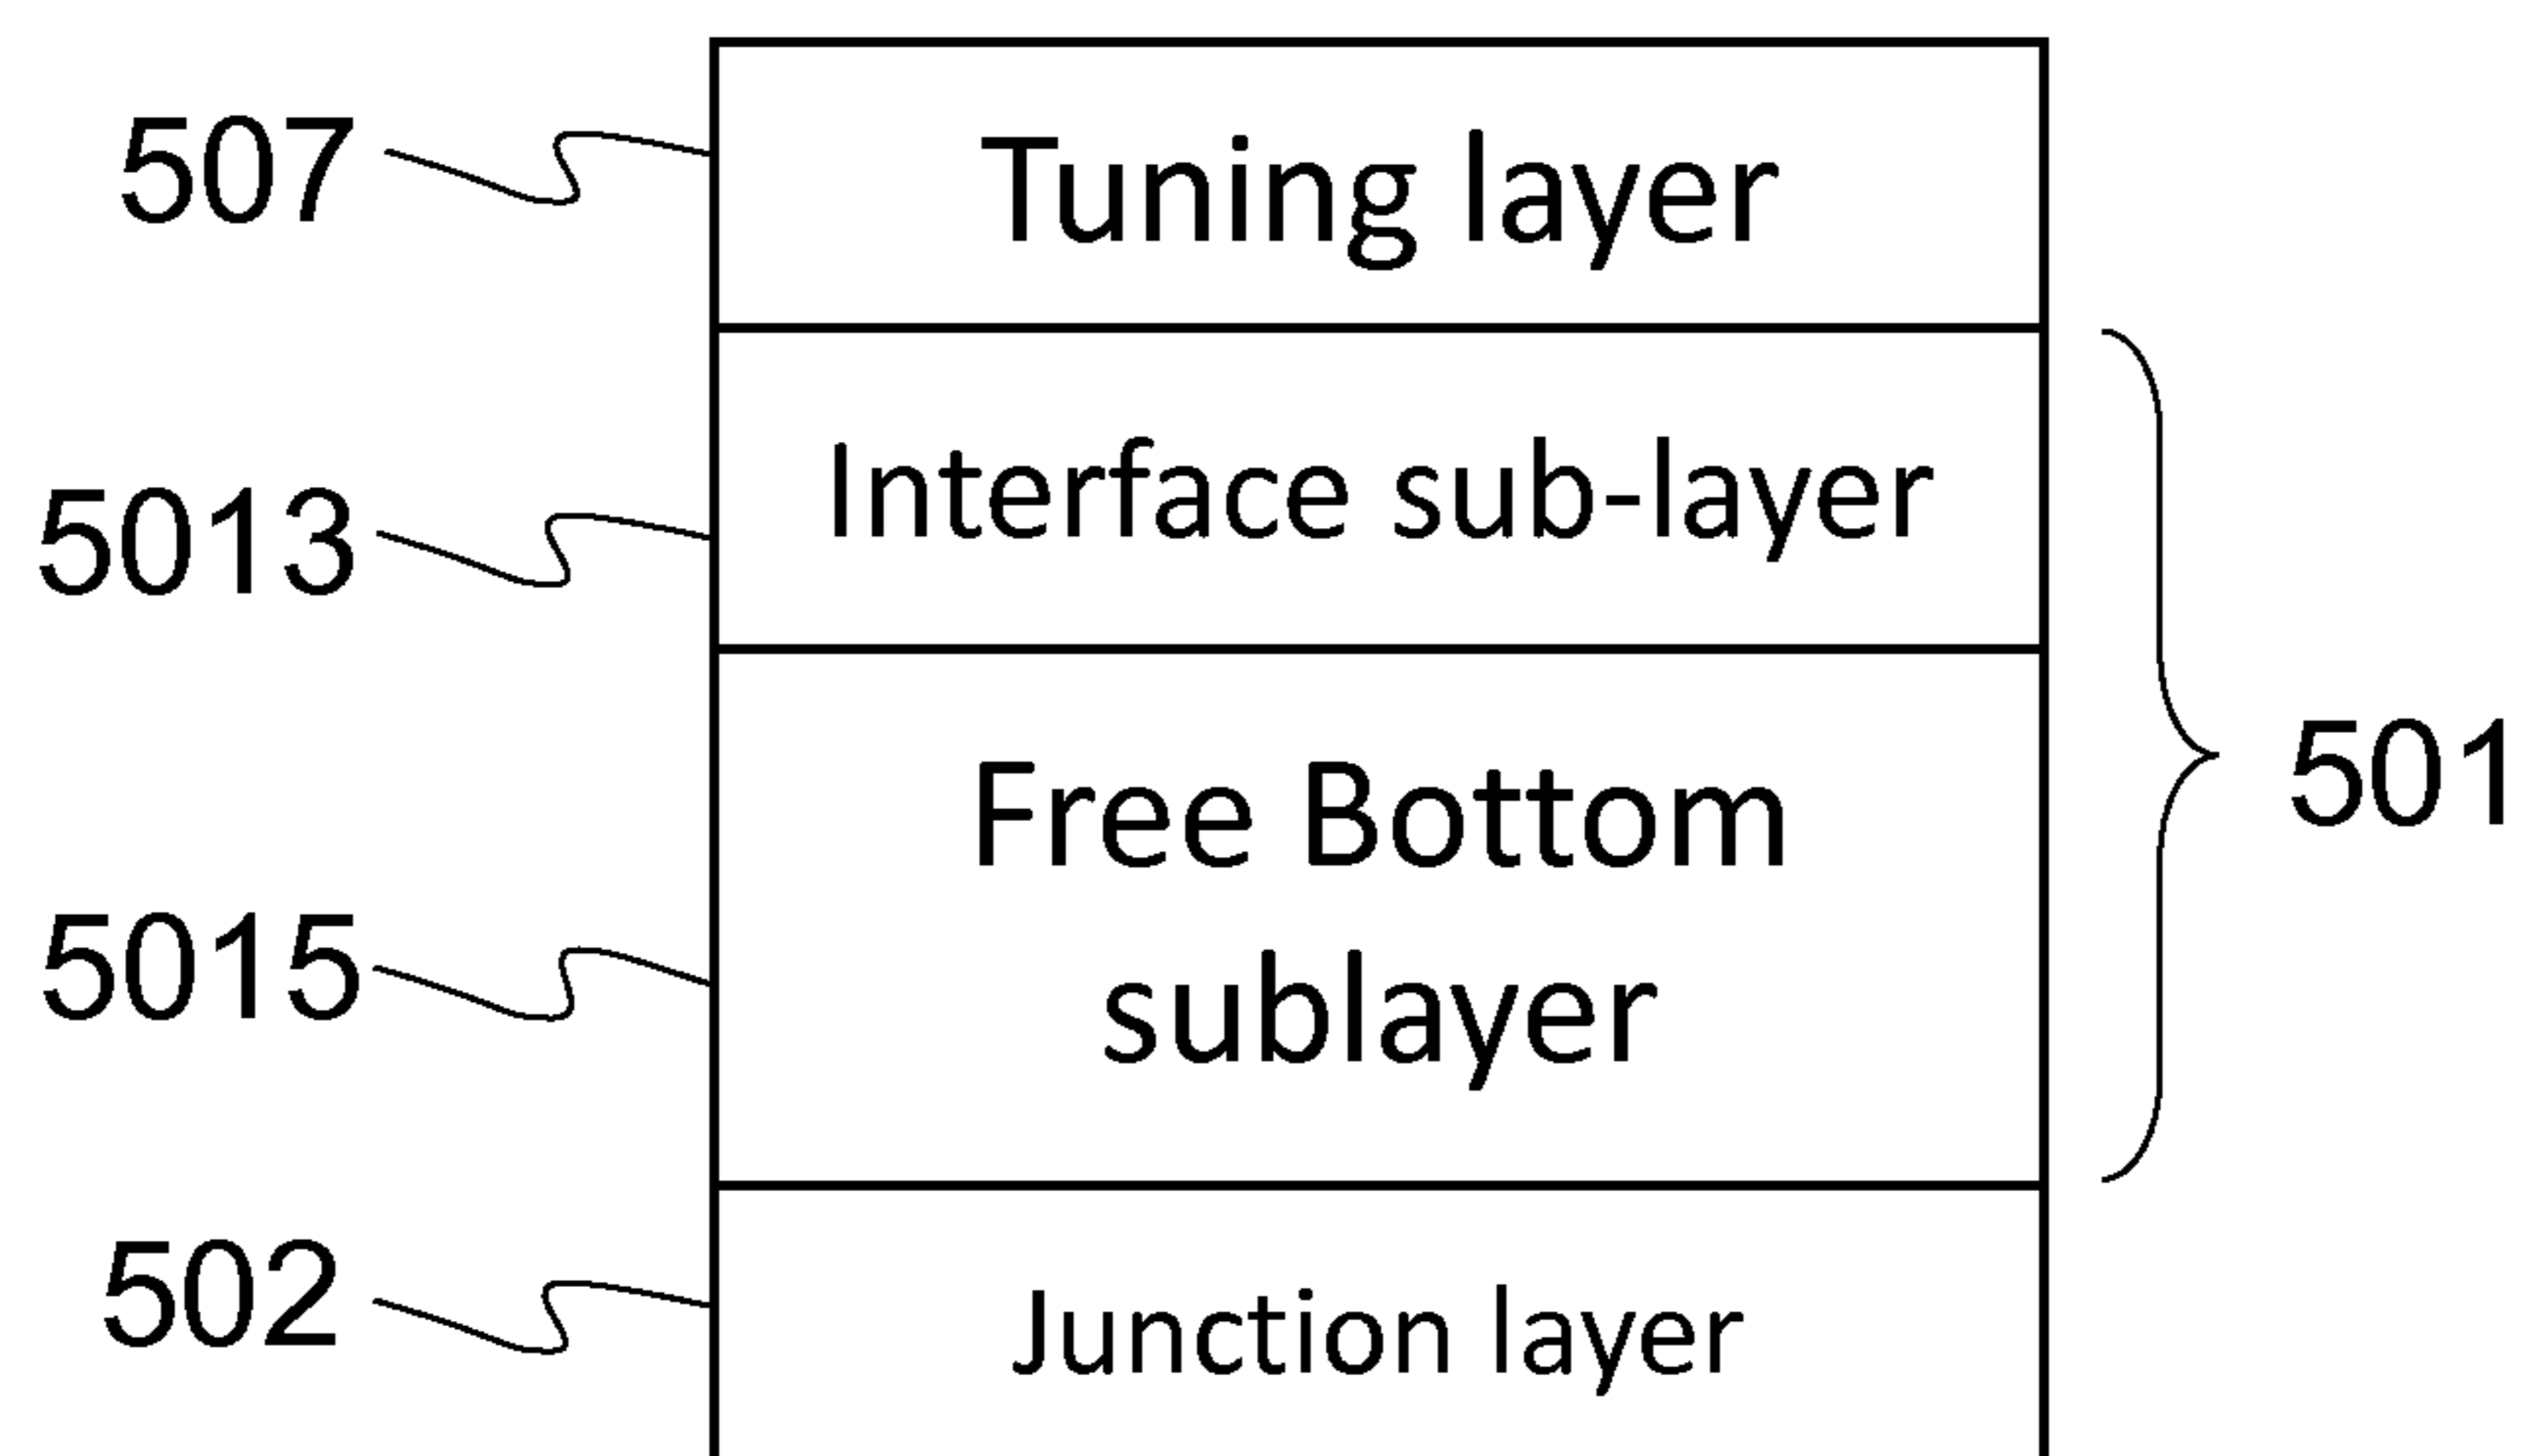 507
Tuning layer
5013
Interface sub-layer
Free Bottom
501
5015
sublayer
502
Junction layer